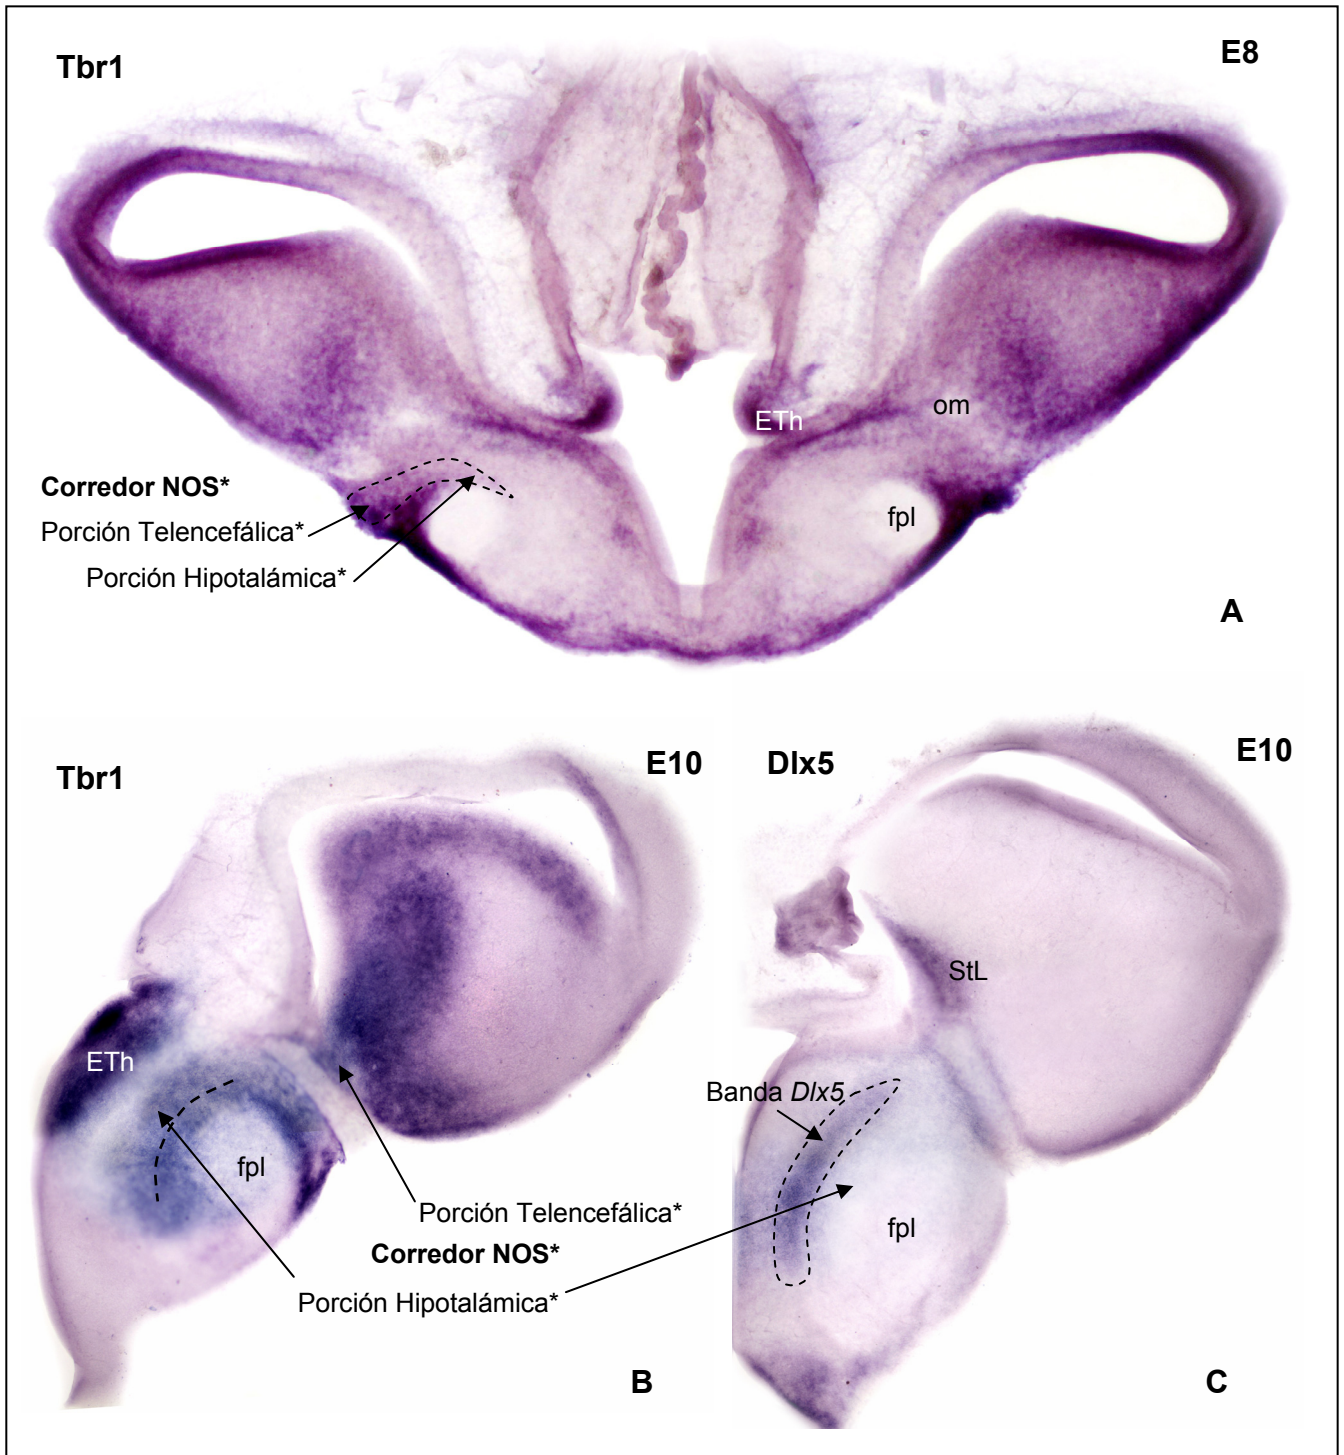 Tbr1
E8
ETh
om
Corredor NOS*
Porción Telencefálica*
fpl
Porción Hipotalámica*
A
Tbr1
E10
Dlx5
E10
StL
ETh
Banda Dlx5
fpl
Porción Telencefálica*
fpl
Corredor NOS*
Porción Hipotalámica*
B
C